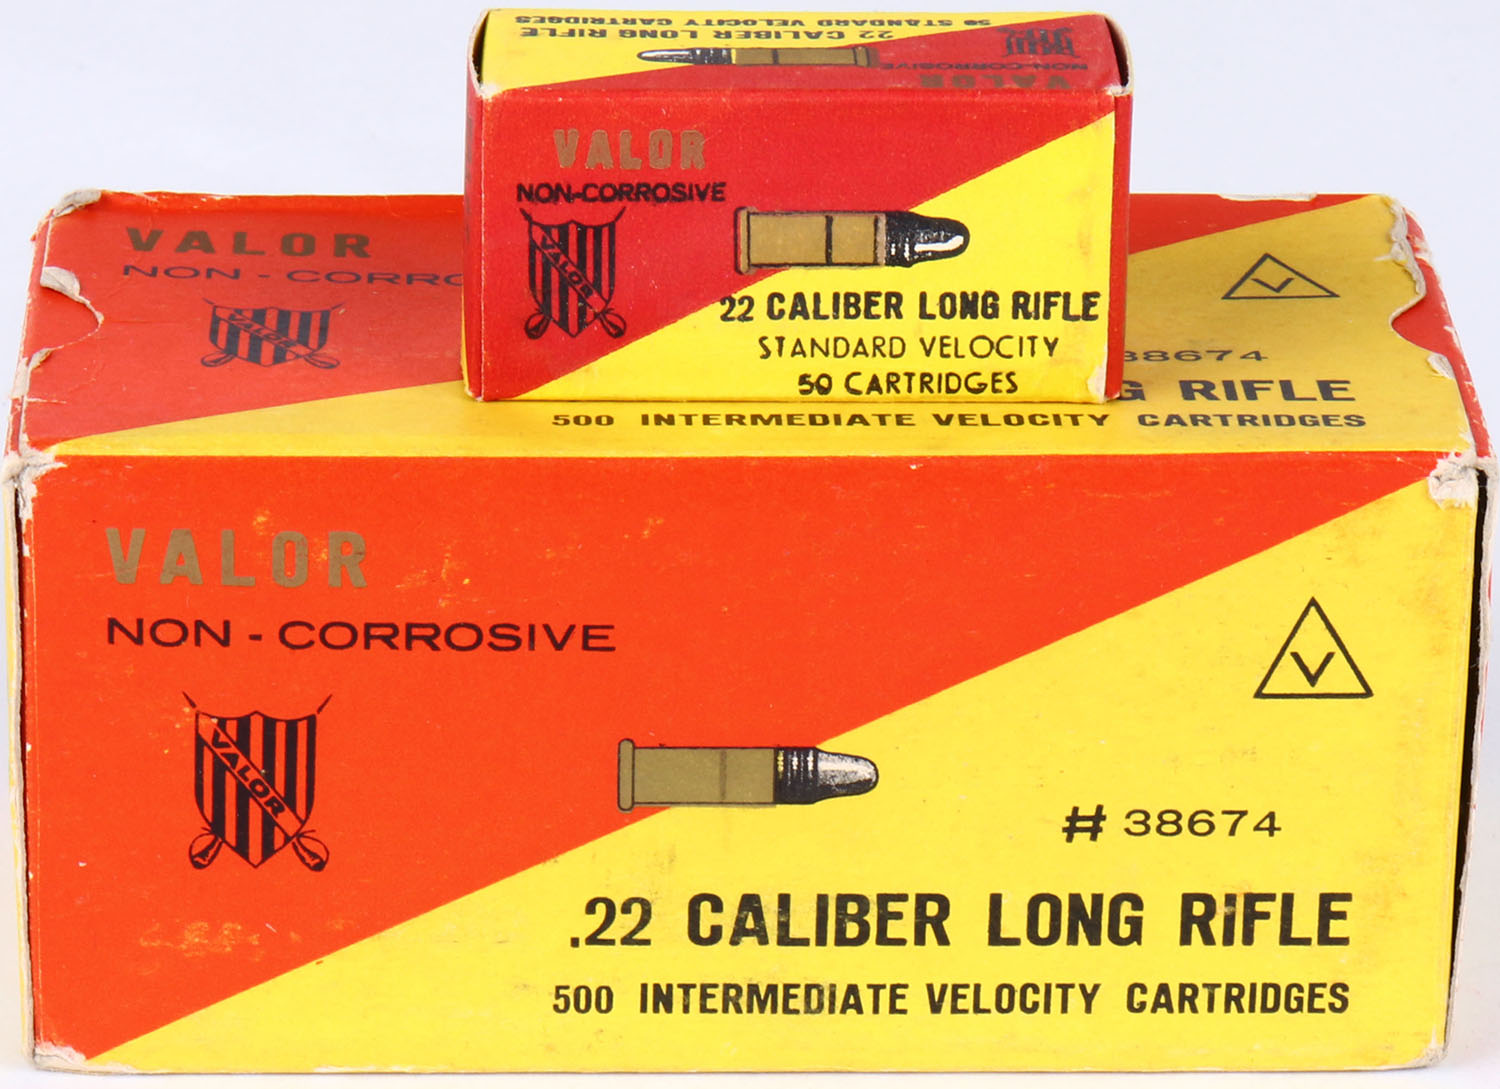 50 STANDARD VELOCITY CARTRIDGES
22 CALIBER LONG RIFLE
NON-CORROSIVE
VALOR
VALOR
NON-CORROSIVE
VALOR
22 CALIBER LONG RIFLE
STANDARD VELOCITY
50 CARTRIDGES
VALOR
NON - CORRO
VALOR
V
38674
G RIFLE
500 INTERMEDIATE VELOCITY CARTRIDGES
VALOR
NON - CORROSIVE
VALOR
V
# 38674
.22 CALIBER LONG RIFLE
500 INTERMEDIATE VELOCITY CARTRIDGES